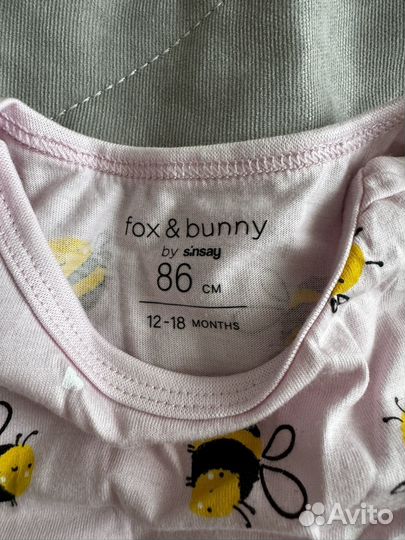 fox & bunny
by sinsay
86 CM
12-18 MONTHS
Avito